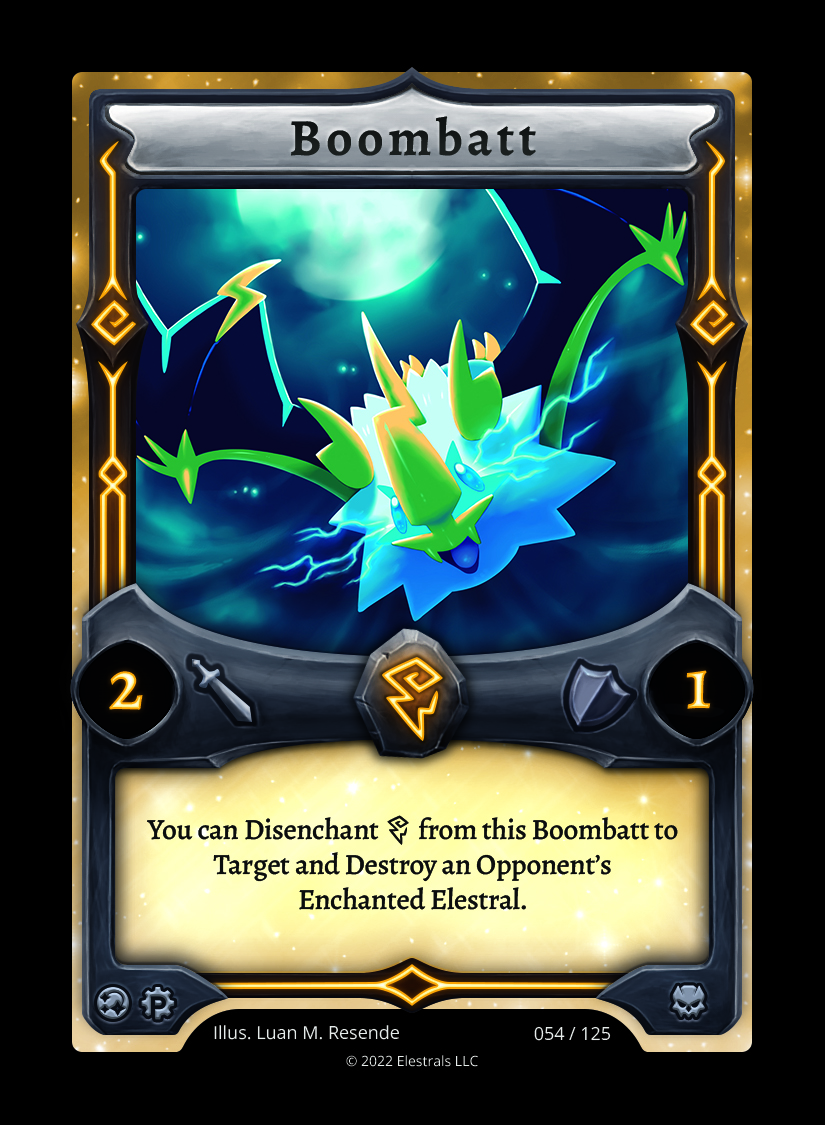 Boombatt
2
1
You can Disenchant from this Boombatt to
Target and Destroy an Opponent's
Enchanted Elestral.
P
Illus. Luan M. Resende
054 / 125
© 2022 Elestrals LLC